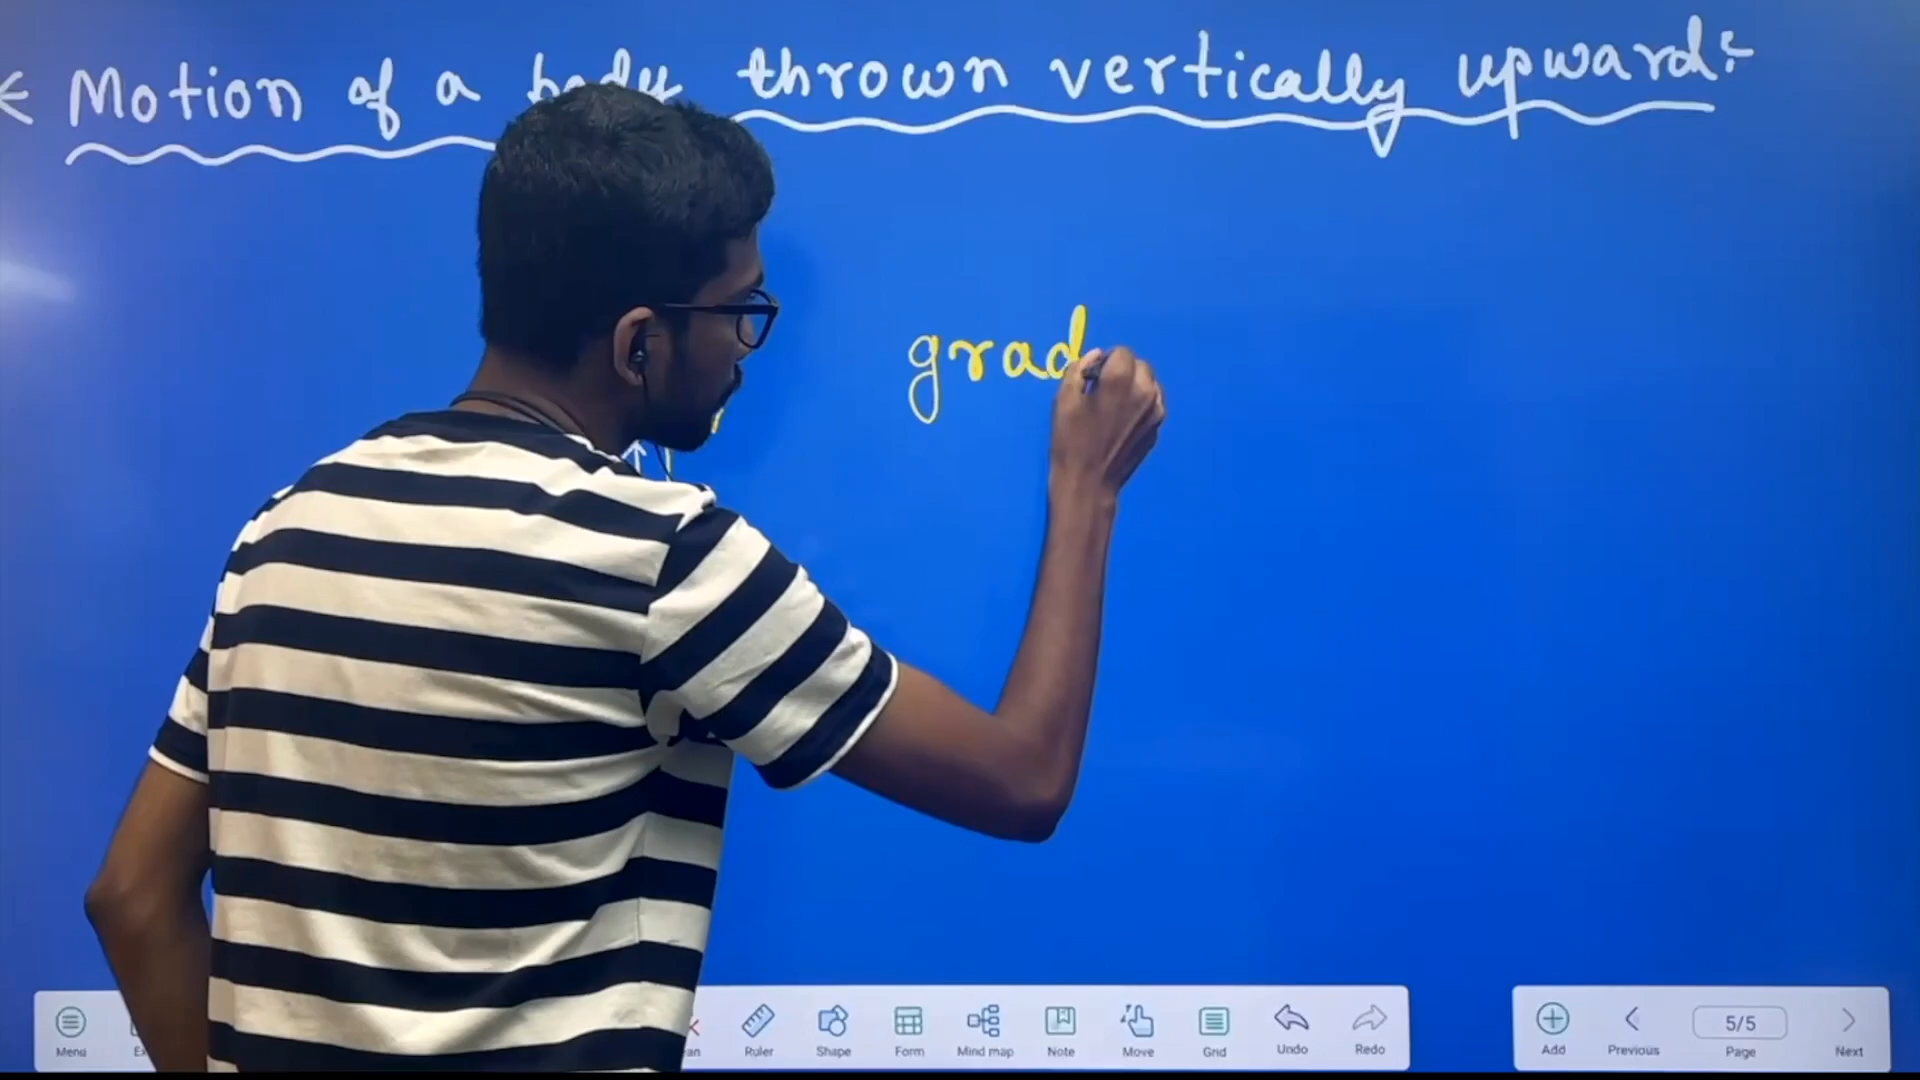 Motion of a body thrown vertically upward:
grad
Menu Ruler Shape Form Mind map Note Move Grid Undo Redo Add Previous 5/5 Page Next